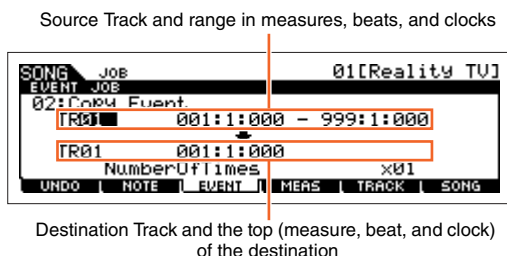 Source Track and range in measures, beats, and clocks
SONG JOB 01[Reality TV]
EVENT JOB
02:Copy Event
TR01 001:1:000 - 999:1:000
TR01 001:1:000
NumberOfTimes x01
UNDO NOTE EVENT MEAS TRACK SONG
Destination Track and the top (measure, beat, and clock)
of the destination